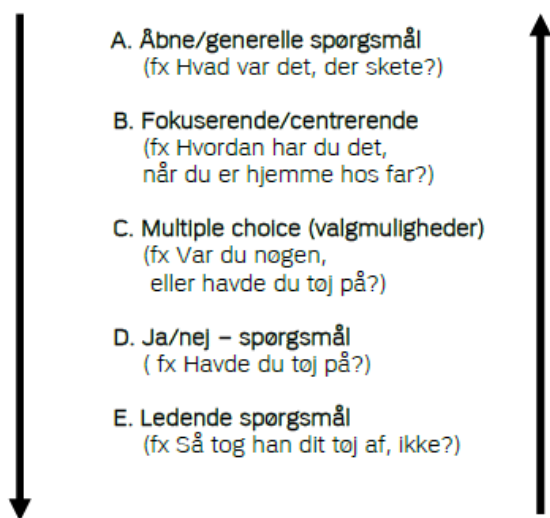 A. Åbne/generelle spørgsmål
(fx Hvad var det, der skete?)
B. Fokuserende/centrerende
(fx Hvordan har du det,
når du er hjemme hos far?)
C. Multiple choice (valgmuligheder)
(fx Var du nøgen,
eller havde du tøj på?)
D. Ja/nej – spørgsmål
( fx Havde du tøj på?)
E. Ledende spørgsmål
(fx Så tog han dit tøj af, ikke?)